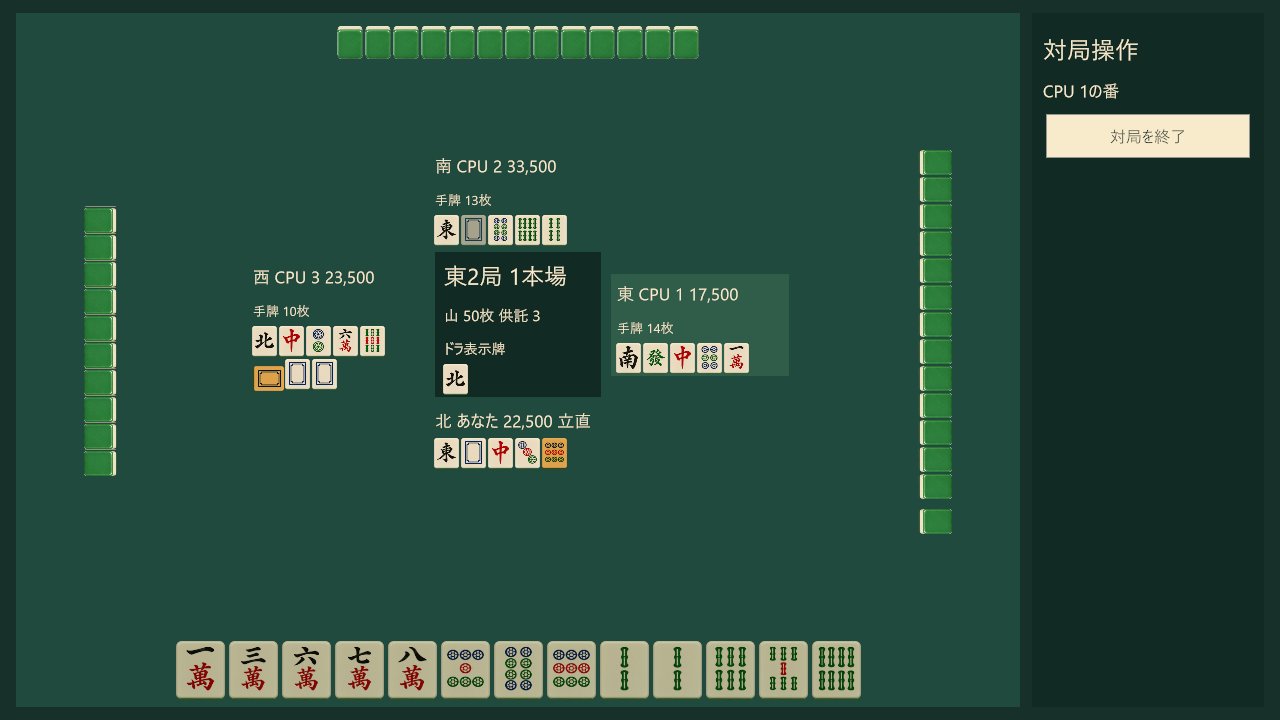 対局操作
CPU 1の番
対局を終了
南 CPU 2 33,500
手牌 13枚
東
西 CPU 3 23,500
手牌 10枚
北 中 六萬
東2局 1本場
山 50枚 供託 3
ドラ表示牌
北
東 CPU 1 17,500
手牌 14枚
南 發 中 一萬
北 あなた 22,500 立直
東 中
一萬 三萬 六萬 七萬 八萬